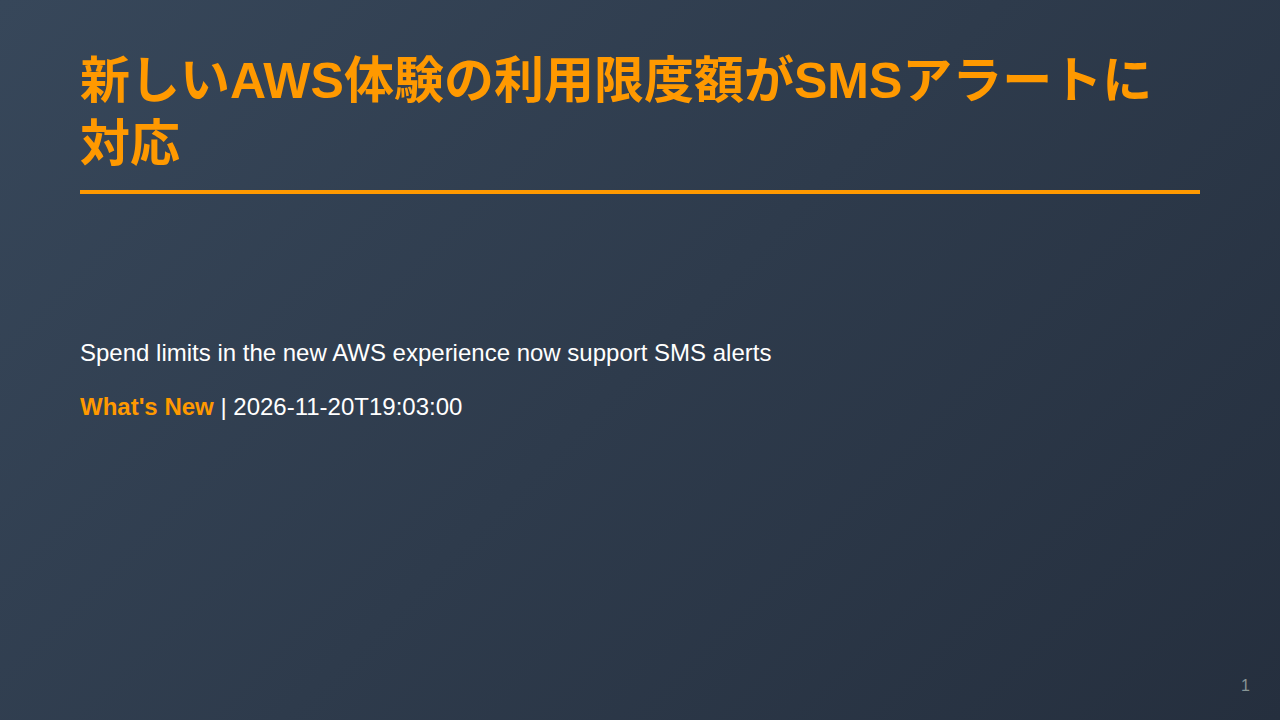 新しいAWS体験の利用限度額がSMSアラートに
対応
Spend limits in the new AWS experience now support SMS alerts
What's New | 2026-11-20T19:03:00
1